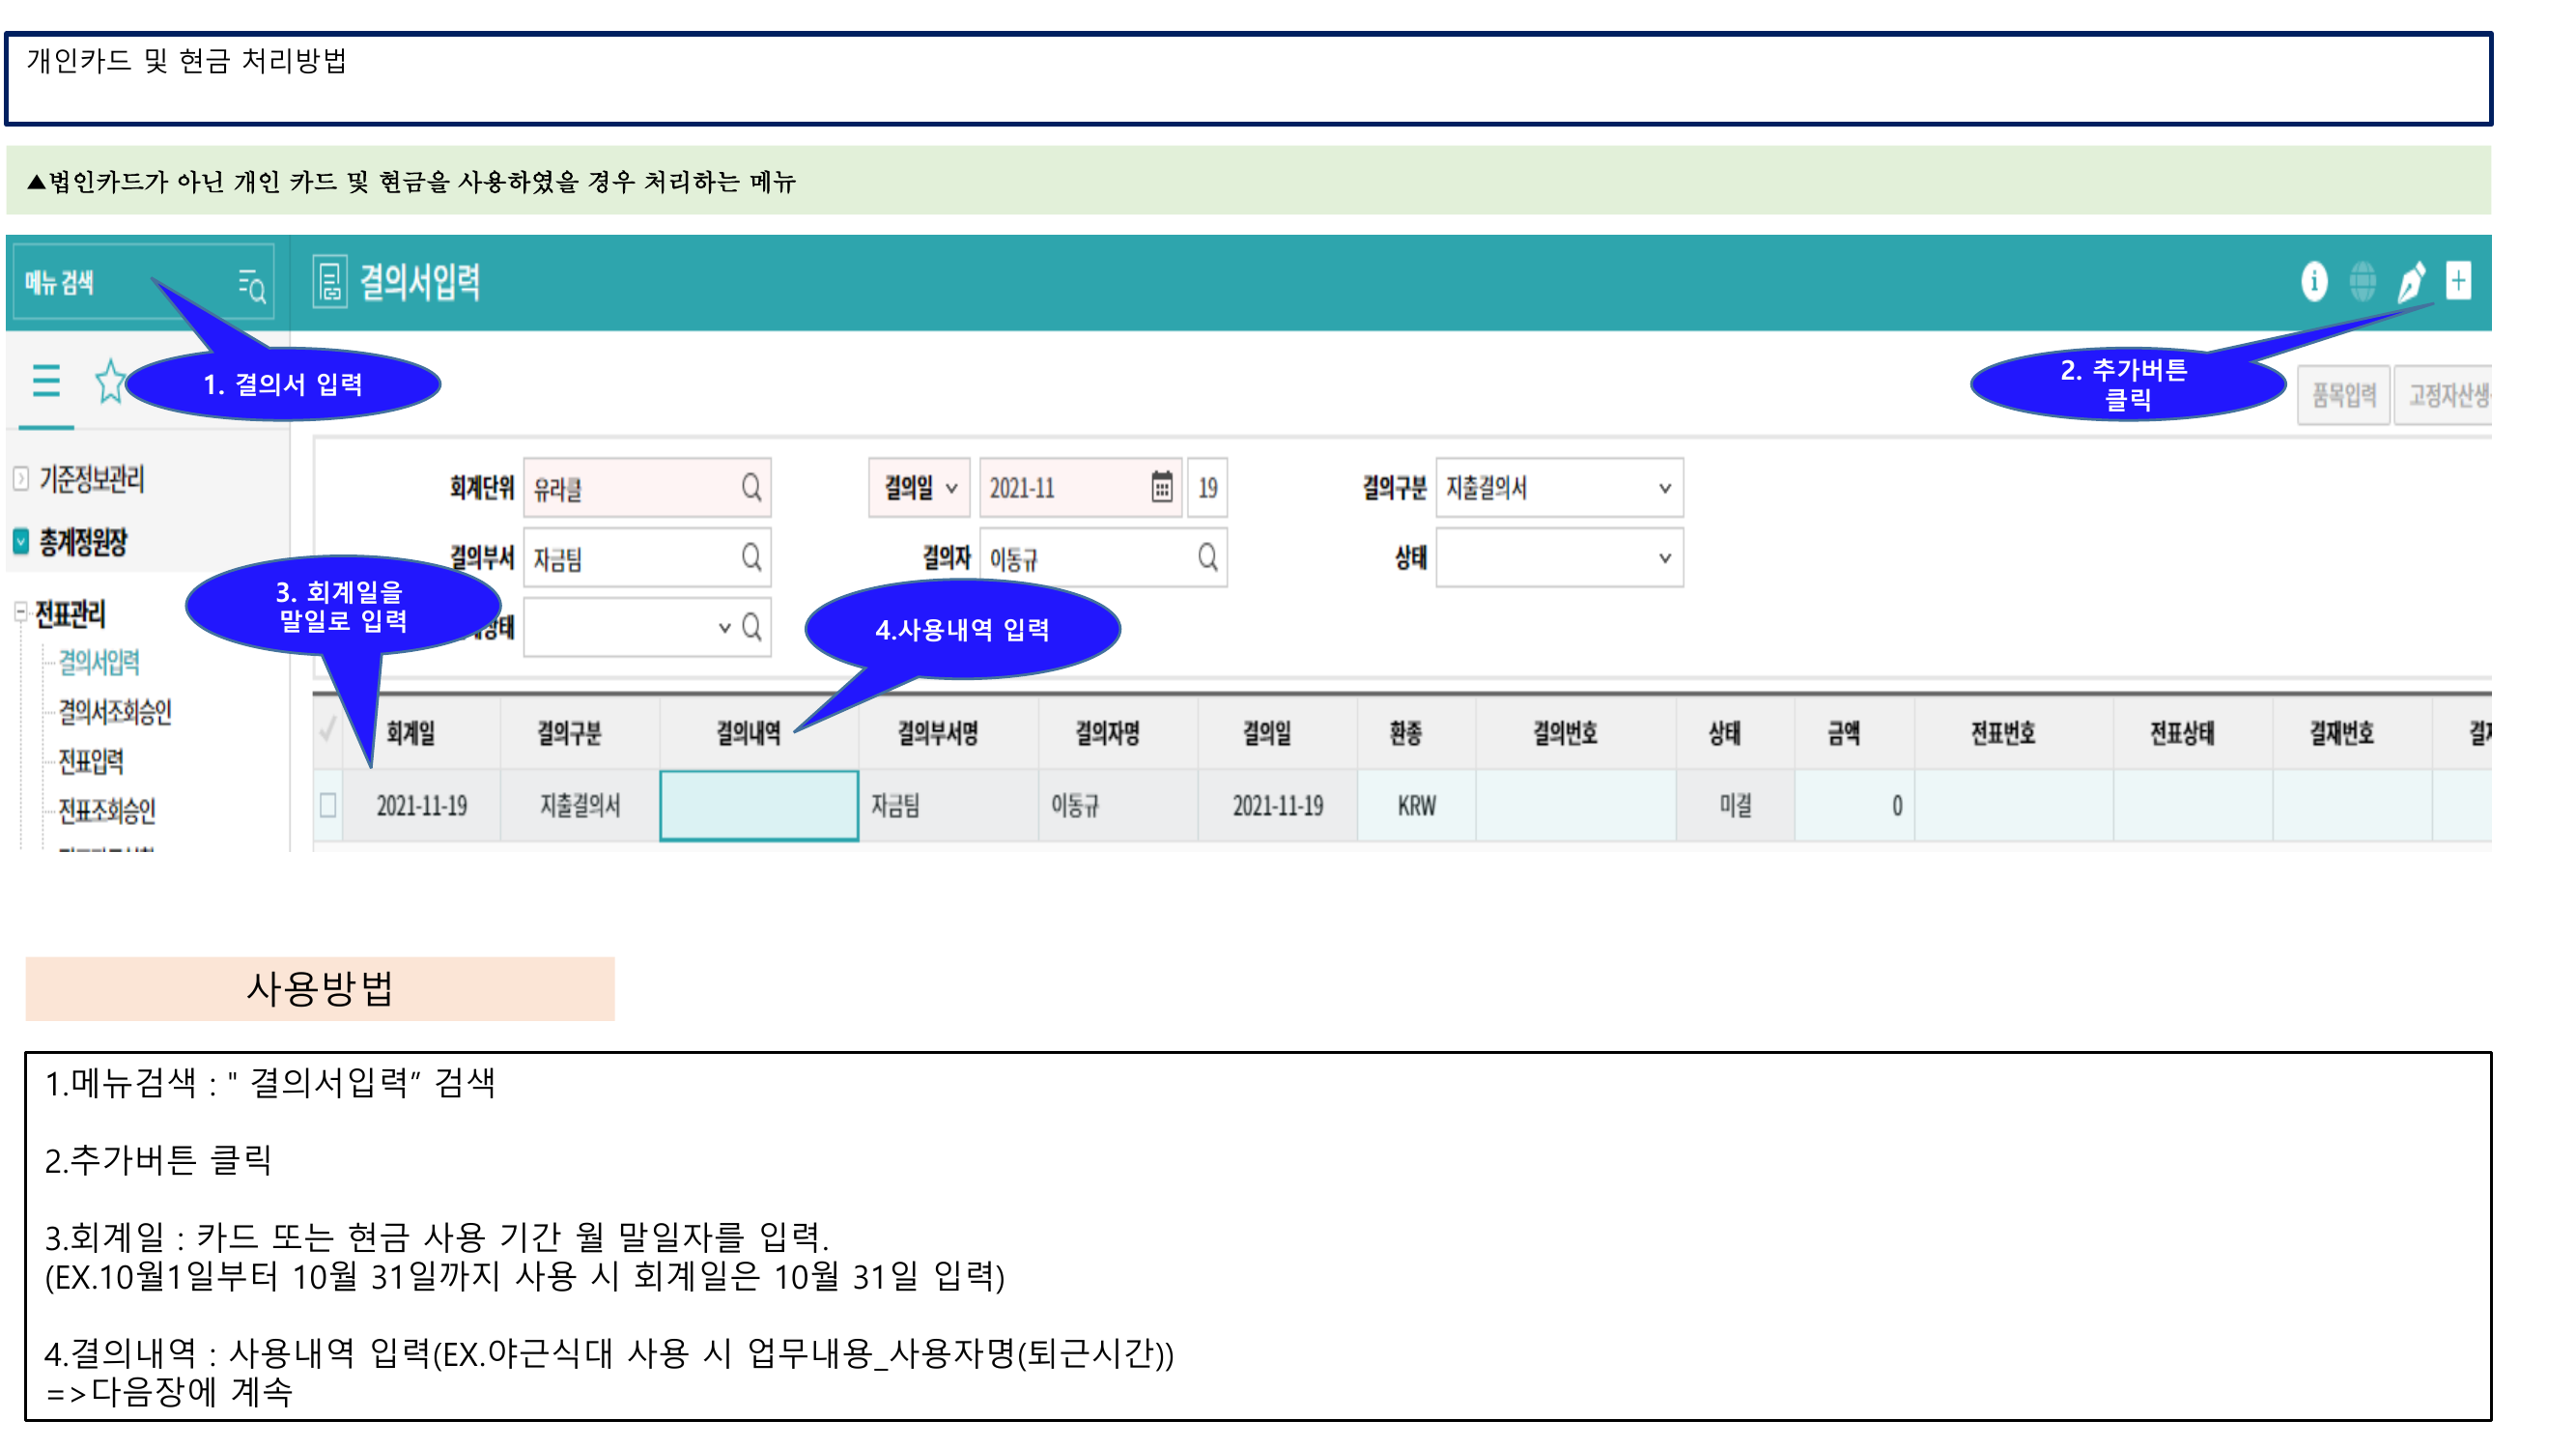 개인카드 및 현금 처리방법
▲법인카드가 아닌 개인 카드 및 현금을 사용하였을 경우 처리하는 메뉴
메뉴 검색
결의서입력
1. 결의서 입력
2. 추가버튼
클릭
품목입력 고정자산생
기준정보관리
총계정원장
전표관리
결의서입력
결의서조회승인
전표입력
전표조회승인
회계단위 유라클 결의일 2021-11 19 결의구분 지출결의서
결의부서 자금팀 결의자 이동규 상태
상태
3. 회계일을
말일로 입력
4.사용내역 입력
회계일 결의구분 결의내역 결의부서명 결의자명 결의일 환종 결의번호 상태 금액 전표번호 전표상태 결재번호
2021-11-19 지출결의서 자금팀 이동규 2021-11-19 KRW 미결 0
사용방법
1.메뉴검색 : " 결의서입력” 검색
2.추가버튼 클릭
3.회계일 : 카드 또는 현금 사용 기간 월 말일자를 입력.
(EX.10월1일부터 10월 31일까지 사용 시 회계일은 10월 31일 입력)
4.결의내역 : 사용내역 입력(EX.야근식대 사용 시 업무내용_사용자명(퇴근시간))
=>다음장에 계속